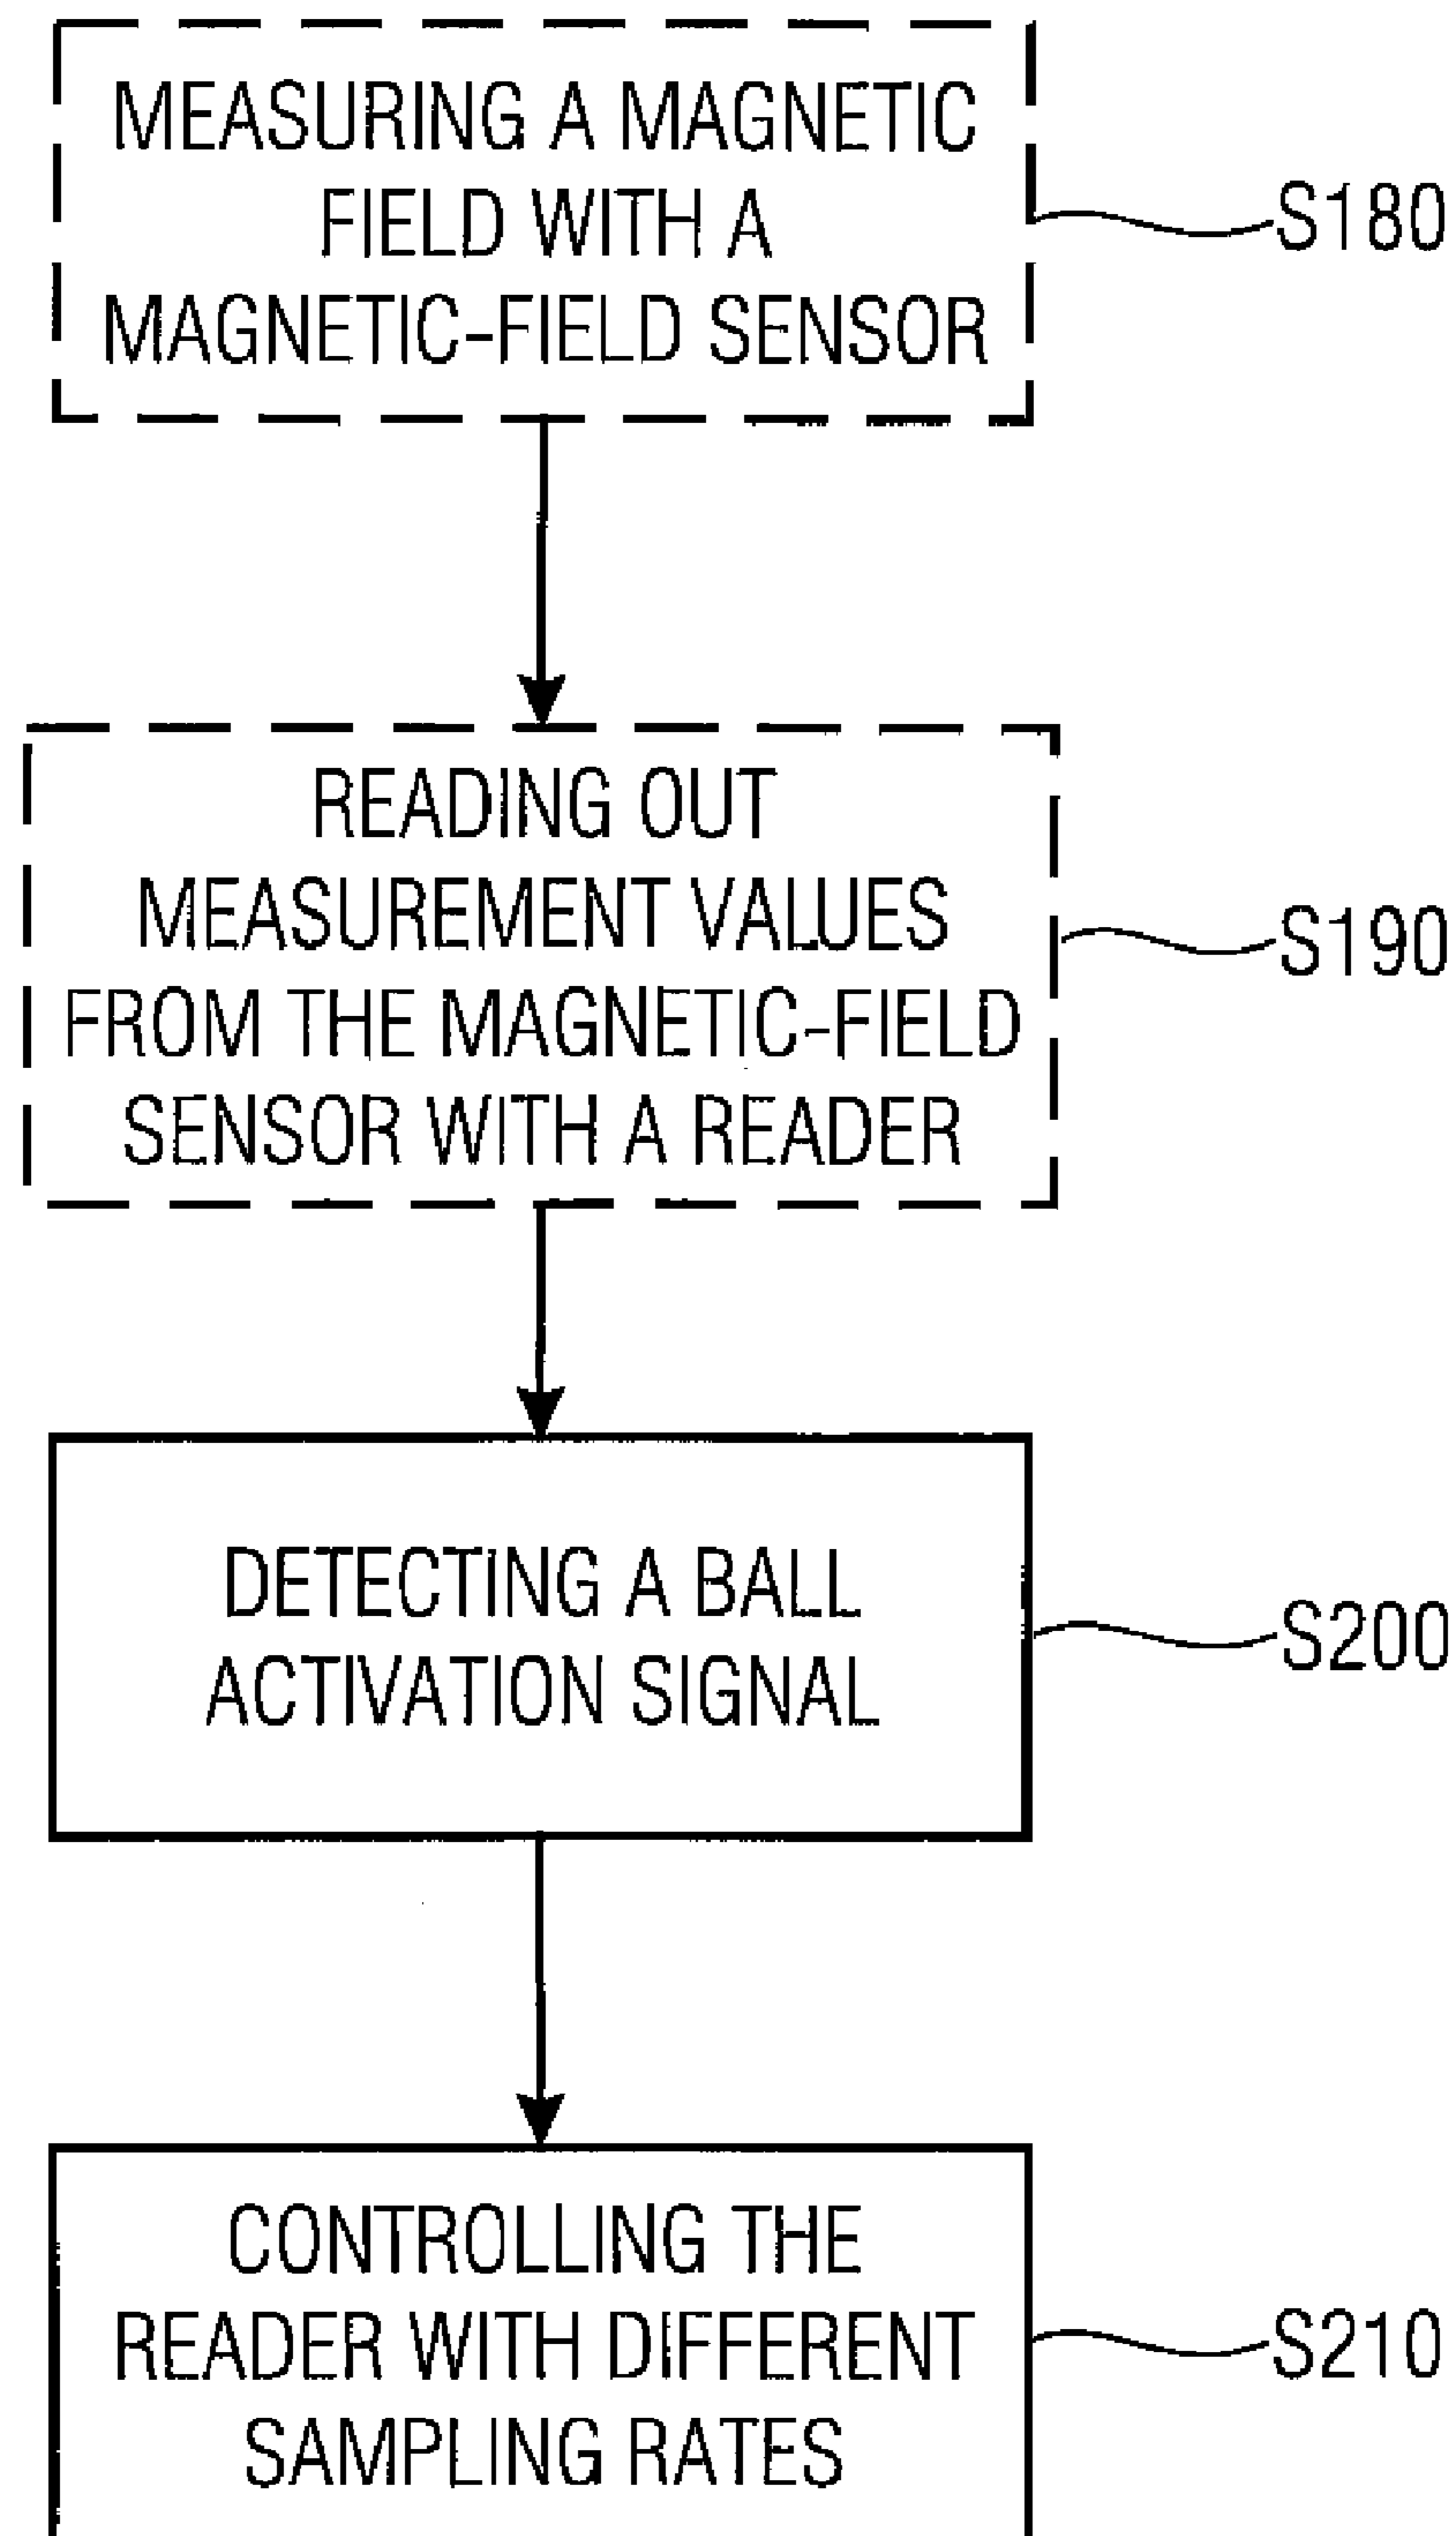 MEASURING A MAGNETIC
FIELD WITH A
MAGNETIC-FIELD SENSOR
S180
READING OUT
MEASUREMENT VALUES
FROM THE MAGNETIC-FIELD
SENSOR WITH A READER
S190
DETECTING A BALL
ACTIVATION SIGNAL
S200
CONTROLLING THE
READER WITH DIFFERENT
SAMPLING RATES
S210